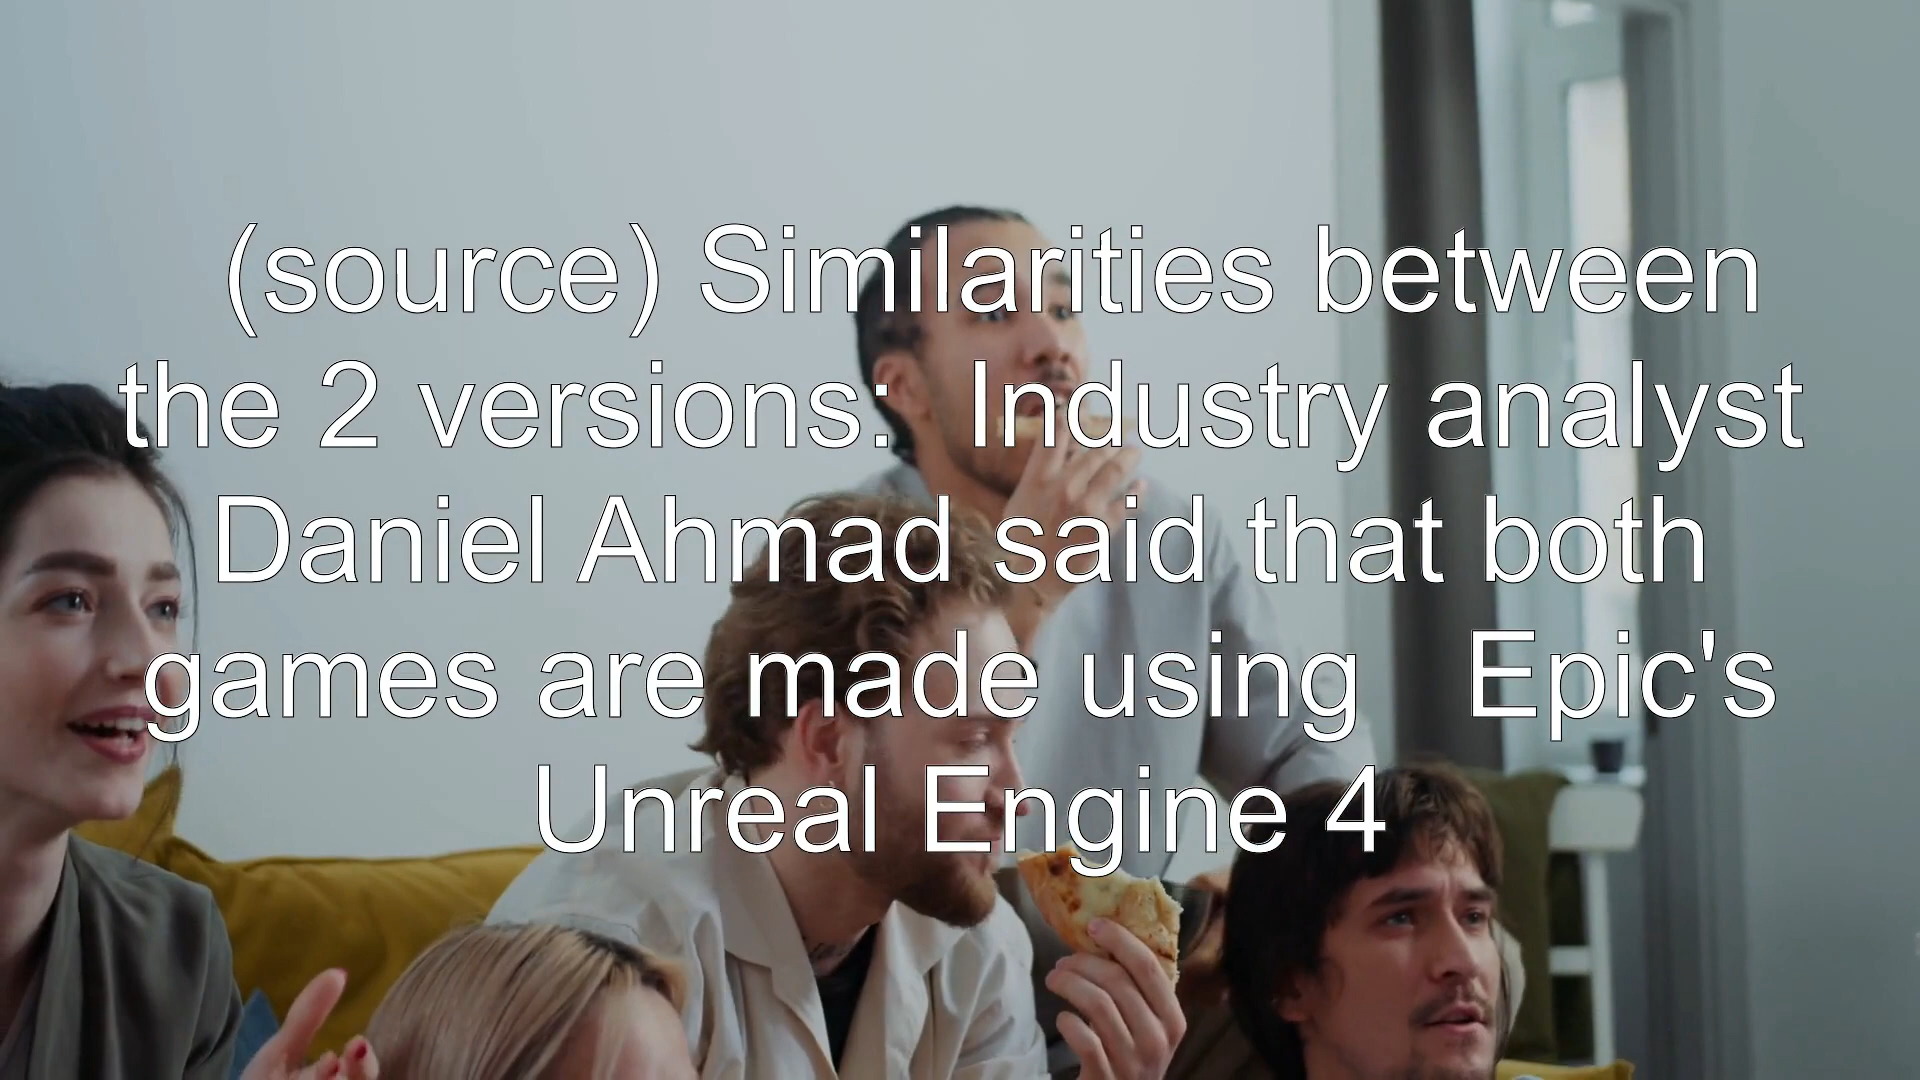 (source) Similarities between
the 2 versions: Industry analyst
Daniel Ahmad said that both
games are made using Epic's
Unreal Engine 4